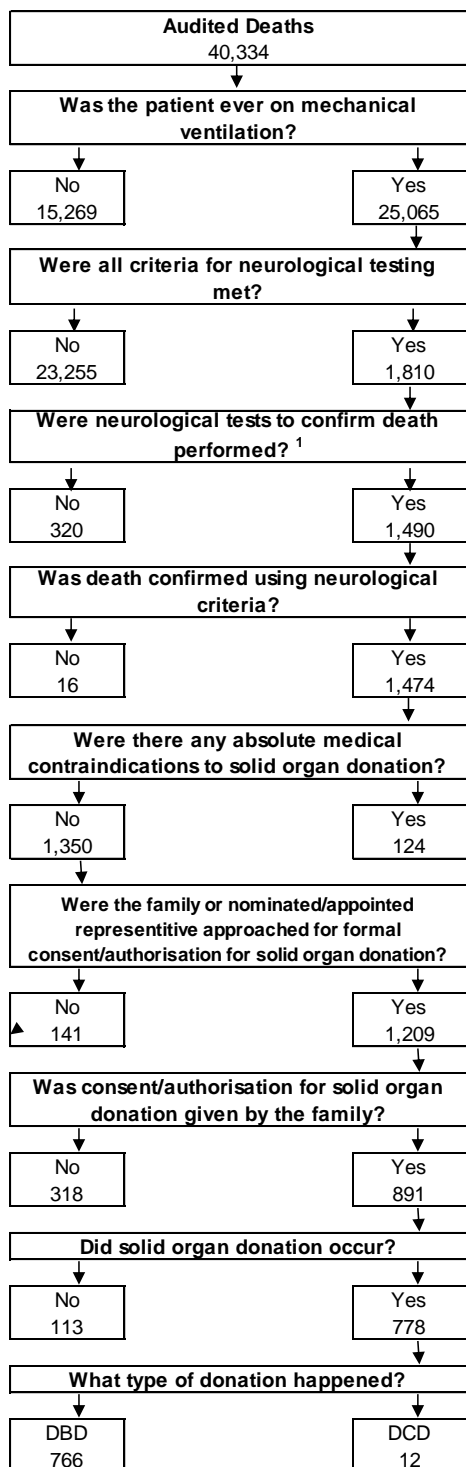 Audited Deaths
40,334
Was the patient ever on mechanical
ventilation?
No
15,269
Yes
25,065
Were all criteria for neurological testing
met?
No
23,255
Yes
1,810
Were neurological tests to confirm death
performed? 1
No
320
Yes
1,490
Was death confirmed using neurological
criteria?
No
16
Yes
1,474
Were there any absolute medical
contraindications to solid organ donation?
No
1,350
Yes
124
Were the family or nominated/appointed
representitive approached for formal
consent/authorisation for solid organ donation?
No
141
Yes
1,209
Was consent/authorisation for solid organ
donation given by the family?
No
318
Yes
891
Did solid organ donation occur?
No
113
Yes
778
What type of donation happened?
DBD
766
DCD
12